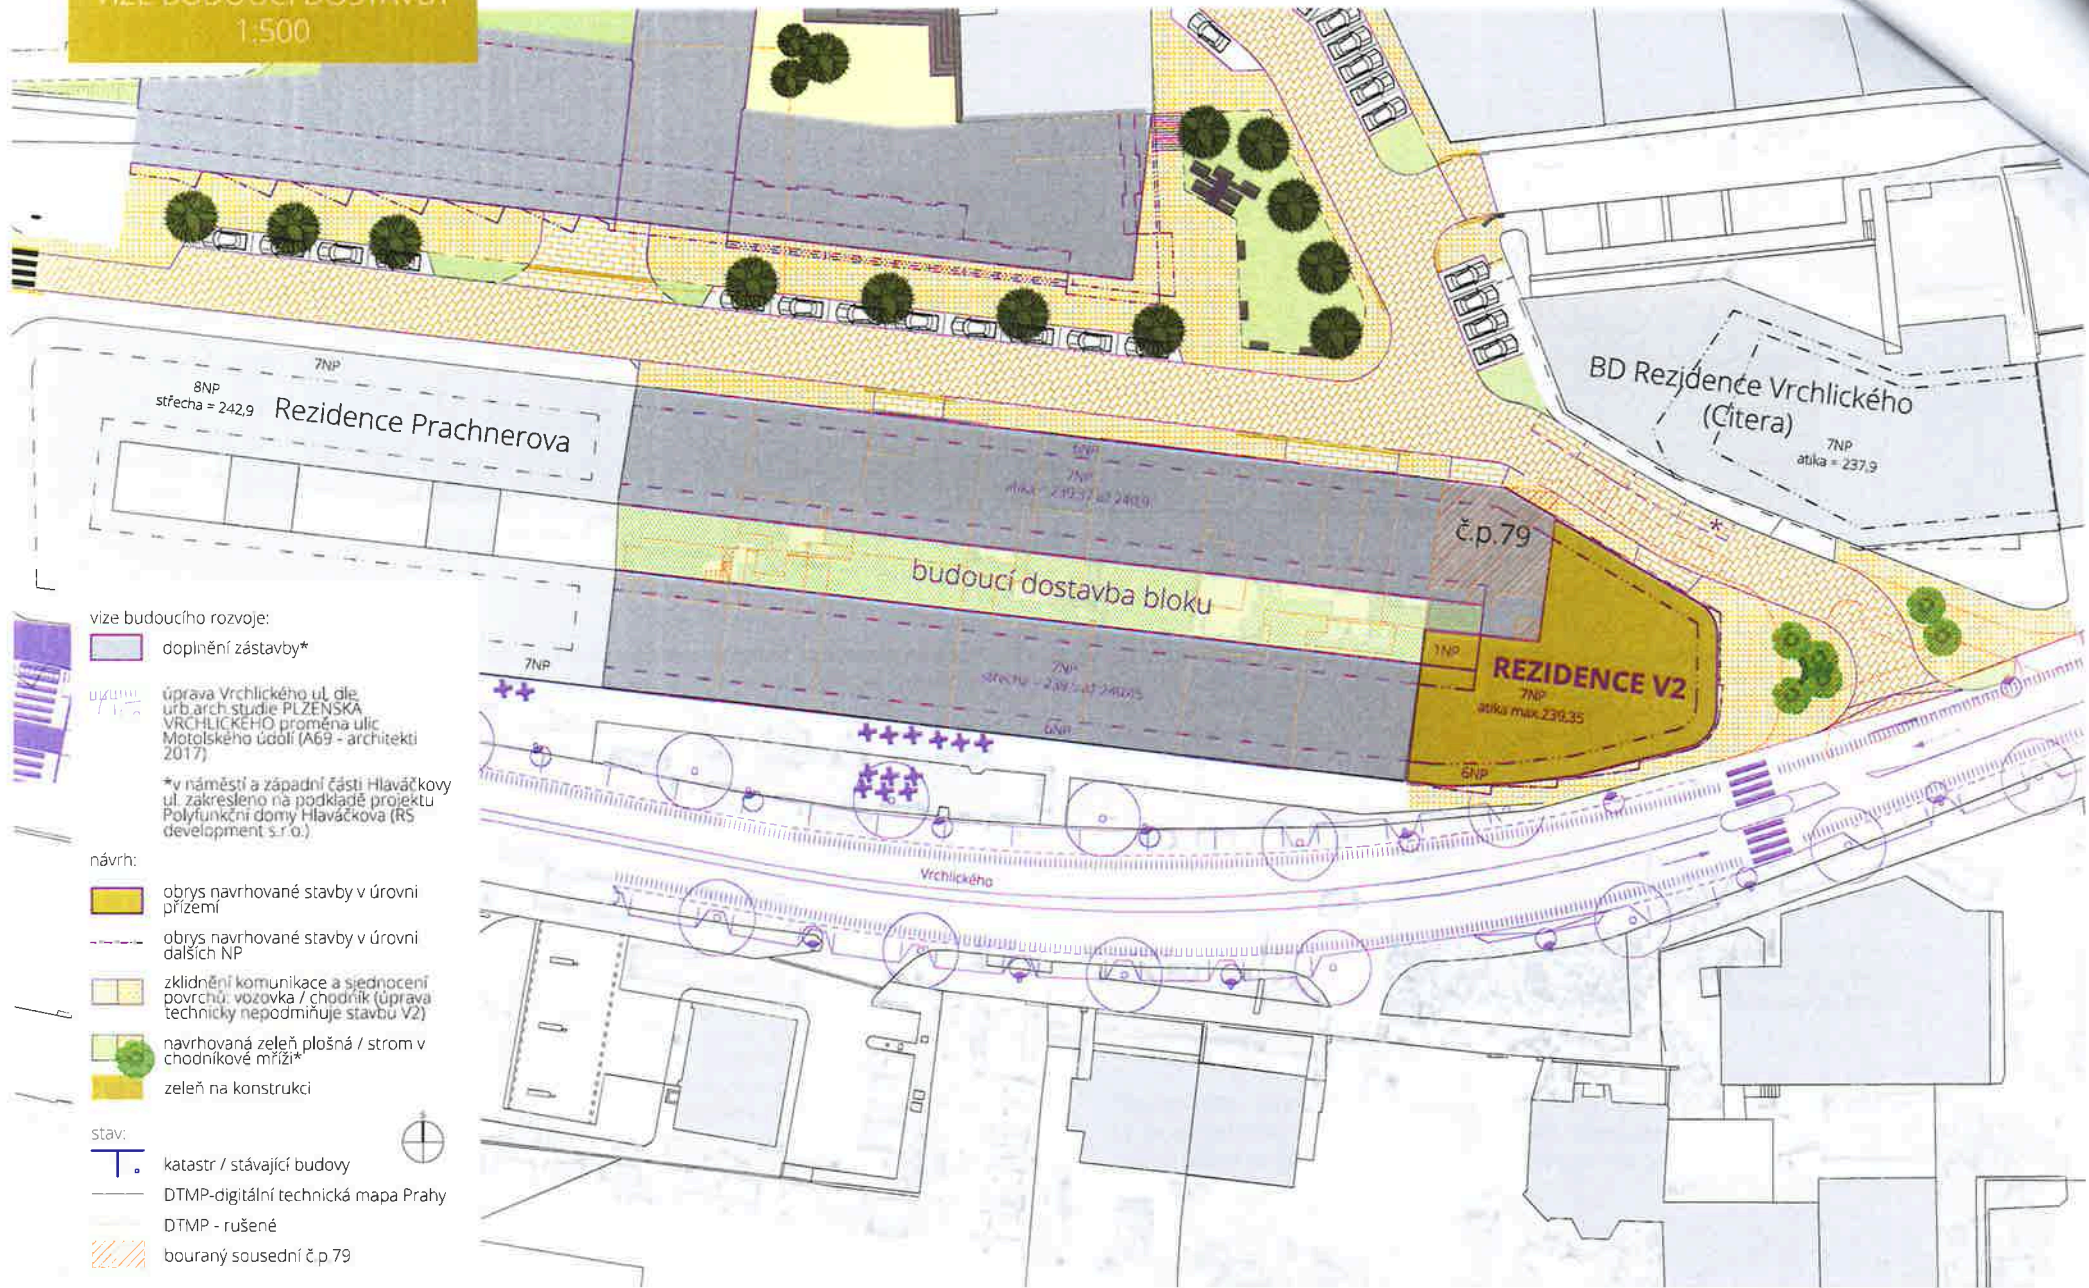 VIZE BUDOUCÍ DOSTAVBA
1:500
7NP
8NP
střecha = 242,9
Rezidence Prachnerova
BD Rezidence Vrchlického
(Citera)
7NP
atika = 237,9
6NP
7NP
č.p.79
budoucí dostavba bloku
*
1NP
REZIDENCE V2
7NP
atika max.239,35
6NP
7NP
7NP
6NP
Vrchlického
vize budoucího rozvoje:
doplnění zástavby*
úprava Vrchlického ul. dle
urb.arch.studie PLZEŇSKÁ
VRCHLICKÉHO proměna ulic
Motolského údolí (A69 - architekti
2017)
*v náměstí a západní části Hlaváčkovy
ul. zakresleno na podkladě projektu
Polyfunkční domy Hlaváčkova (RS
development s.r.o.)
návrh:
obrys navrhované stavby v úrovni
přízemí
obrys navrhované stavby v úrovni
dalších NP
zklidnění komunikace a sjednocení
povrchů: vozovka / chodník (úprava
technicky nepodmiňuje stavbu V2)
navrhovaná zeleň plošná / strom v
chodníkové mříži*
zeleň na konstrukci
stav:
katastr / stávající budovy
DTMP-digitální technická mapa Prahy
DTMP - rušené
bouraný sousední č.p.79